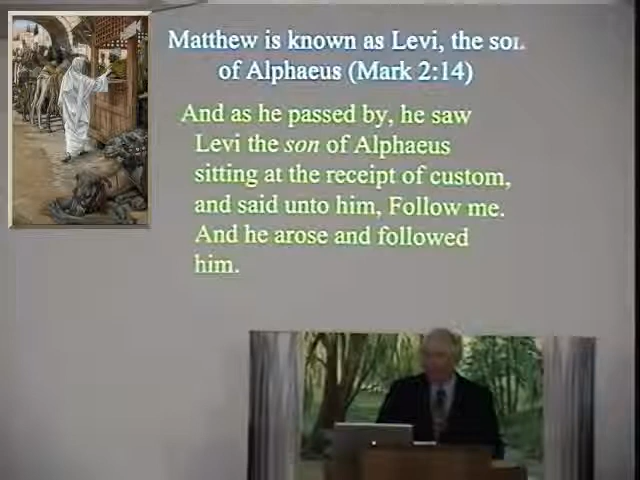 Matthew is known as Levi, the son
of Alphaeus (Mark 2:14)
And as he passed by, he saw
Levi the son of Alphaeus
sitting at the receipt of custom,
and said unto him, Follow me.
And he arose and followed
him.